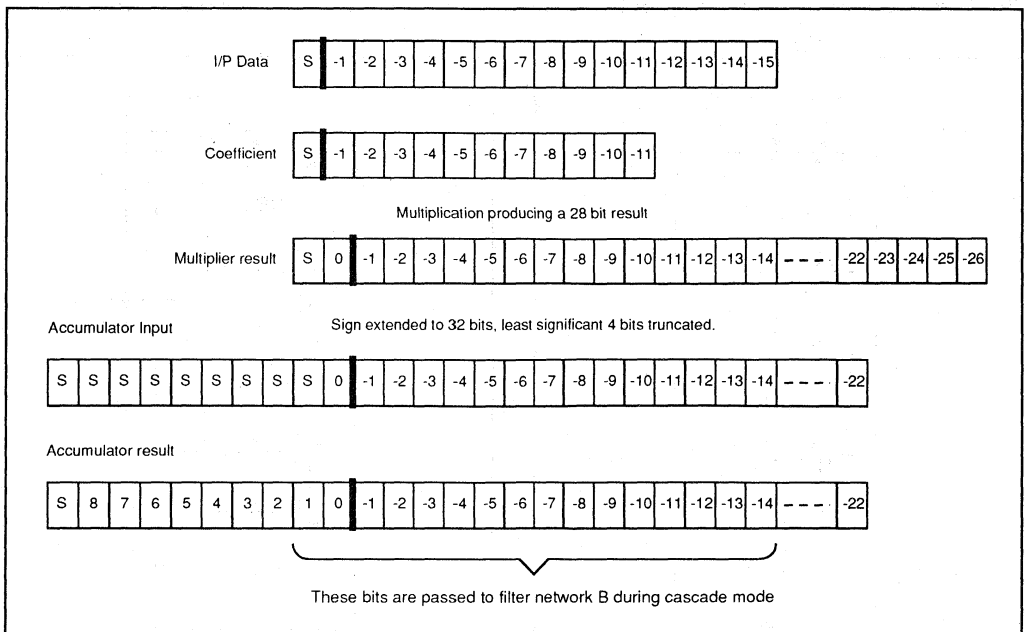 I/P Data S -1 -2 -3 -4 -5 -6 -7 -8 -9 -10 -11 -12 -13 -14 -15
Coefficient S -1 -2 -3 -4 -5 -6 -7 -8 -9 -10 -11
Multiplication producing a 28 bit result
Multiplier result S 0 -1 -2 -3 -4 -5 -6 -7 -8 -9 -10 -11 -12 -13 -14 ---- -22 -23 -24 -25 -26
Accumulator Input Sign extended to 32 bits, least significant 4 bits truncated.
S S S S S S S S S 0 -1 -2 -3 -4 -5 -6 -7 -8 -9 -10 -11 -12 -13 -14 ---- -22
Accumulator result
S 8 7 6 5 4 3 2 1 0 -1 -2 -3 -4 -5 -6 -7 -8 -9 -10 -11 -12 -13 -14 ---- -22
These bits are passed to filter network B during cascade mode